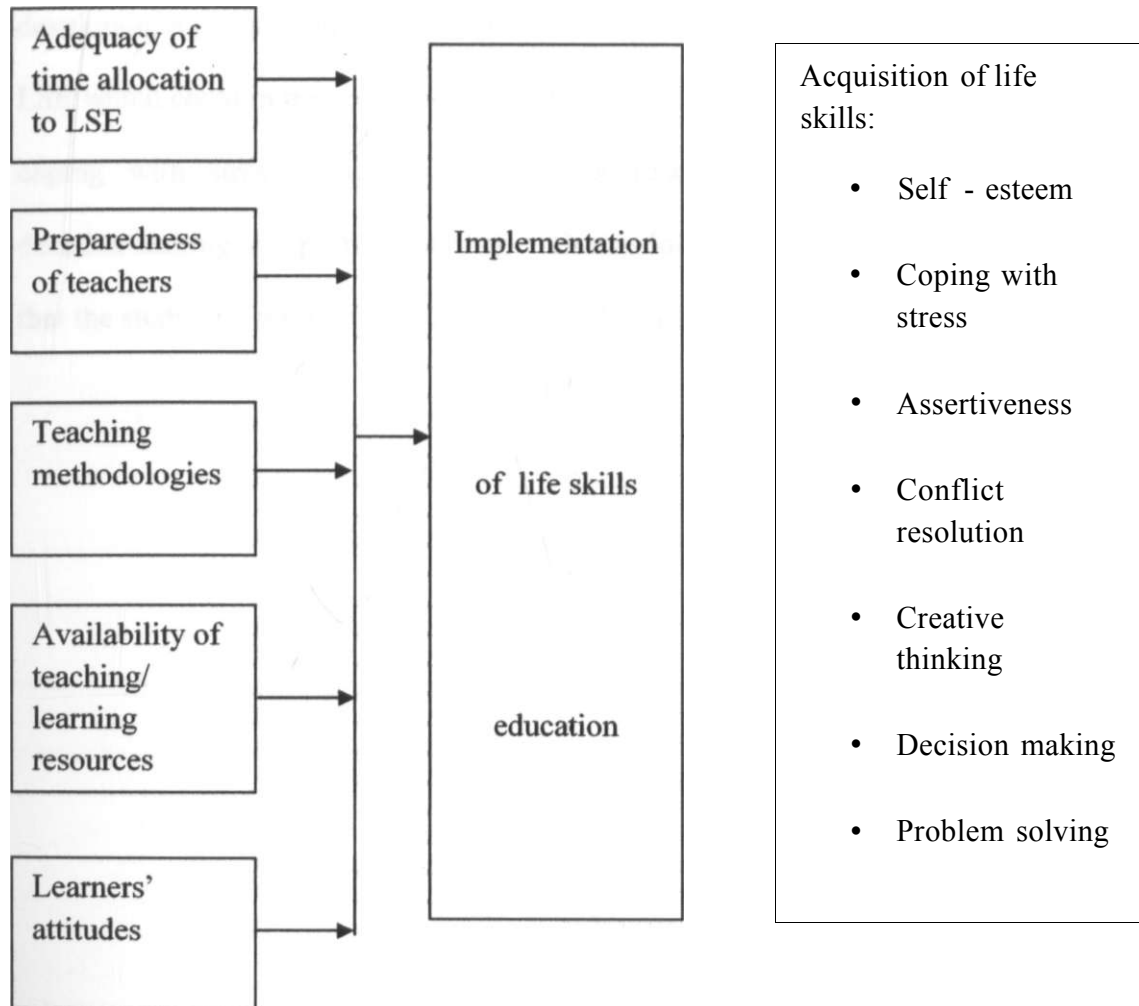 Adequacy of
time allocation
to LSE
Preparedness
of teachers
Teaching
methodologies
Availability of
teaching/
learning
resources
Learners'
attitudes
Implementation
of life skills
education
Acquisition of life
skills:
• Self - esteem
• Coping with
stress
• Assertiveness
• Conflict
resolution
• Creative
thinking
• Decision making
• Problem solving